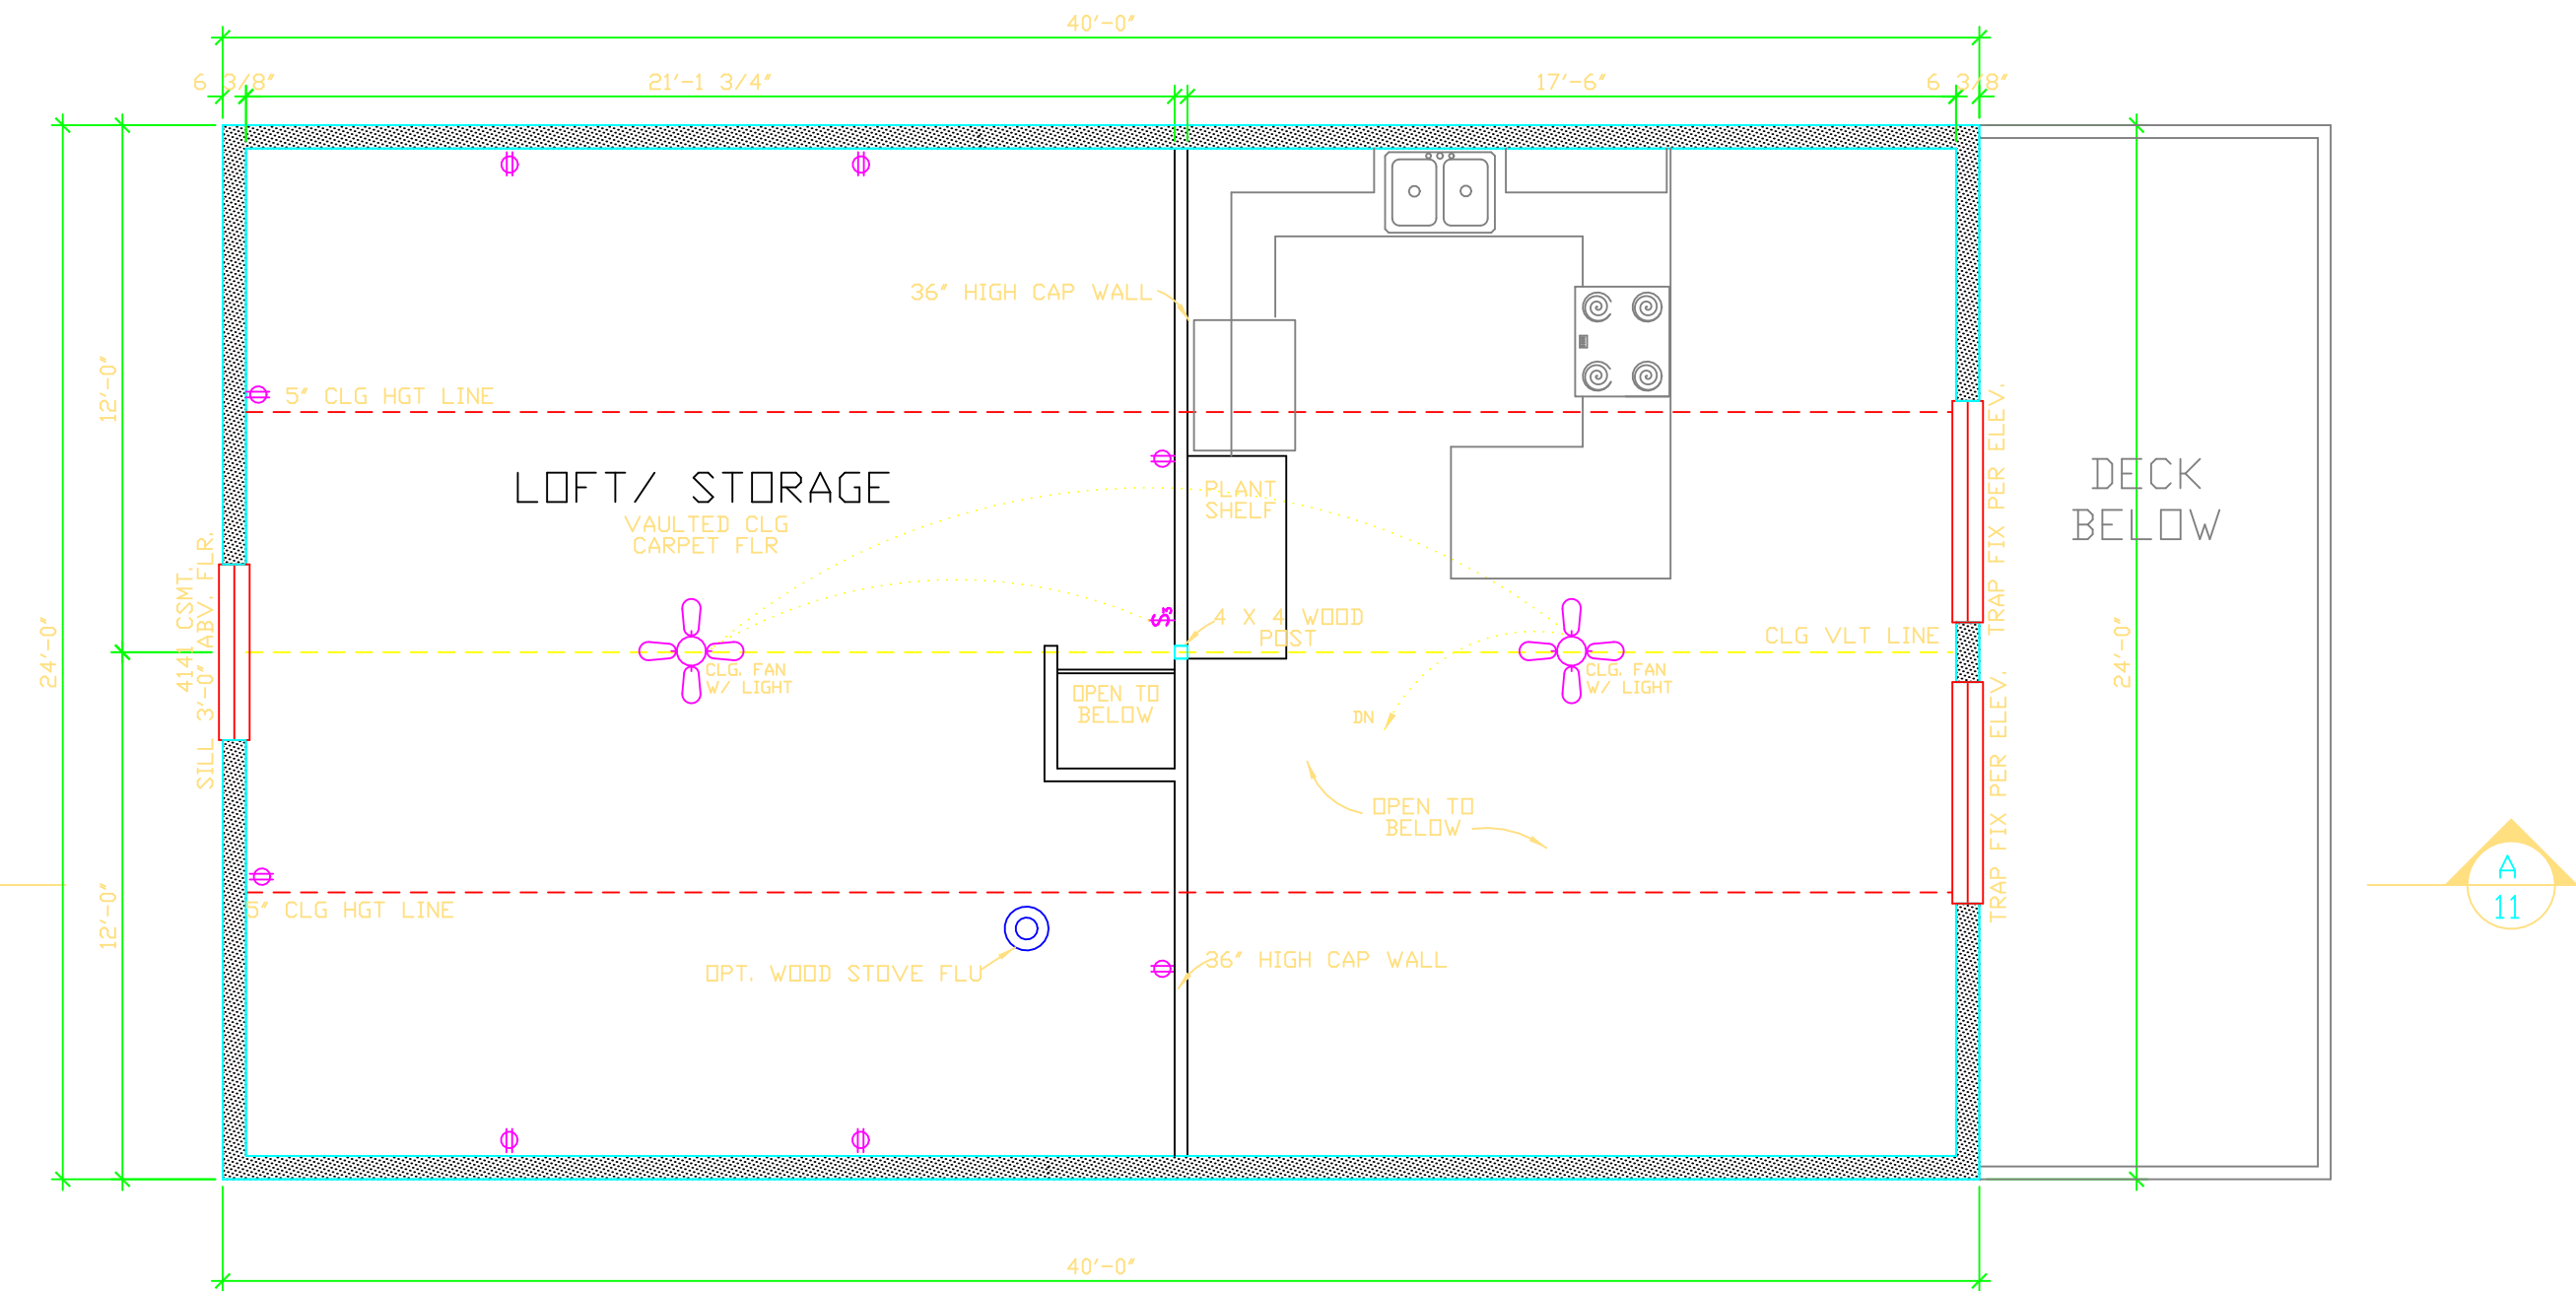 40'-0"
6 3/8"
21'-1 3/4"
17'-6"
6 3/8"
36" HIGH CAP WALL
12'-0"
5" CLG HGT LINE
LOFT/ STORAGE
VAULTED CLG
CARPET FLR
PLANT
SHELF
DECK
BELOW
TRAP FIX PER ELEV.
24'-0"
4141 CSMT.
SILL 3'-0" ABV. FLR.
S3
4 X 4 WOOD
POST
CLG VLT LINE
24'-0"
CLG. FAN
W/ LIGHT
CLG. FAN
W/ LIGHT
OPEN TO
BELOW
DN
OPEN TO
BELOW
TRAP FIX PER ELEV.
A
11
12'-0"
5" CLG HGT LINE
OPT. WOOD STOVE FLU
36" HIGH CAP WALL
40'-0"